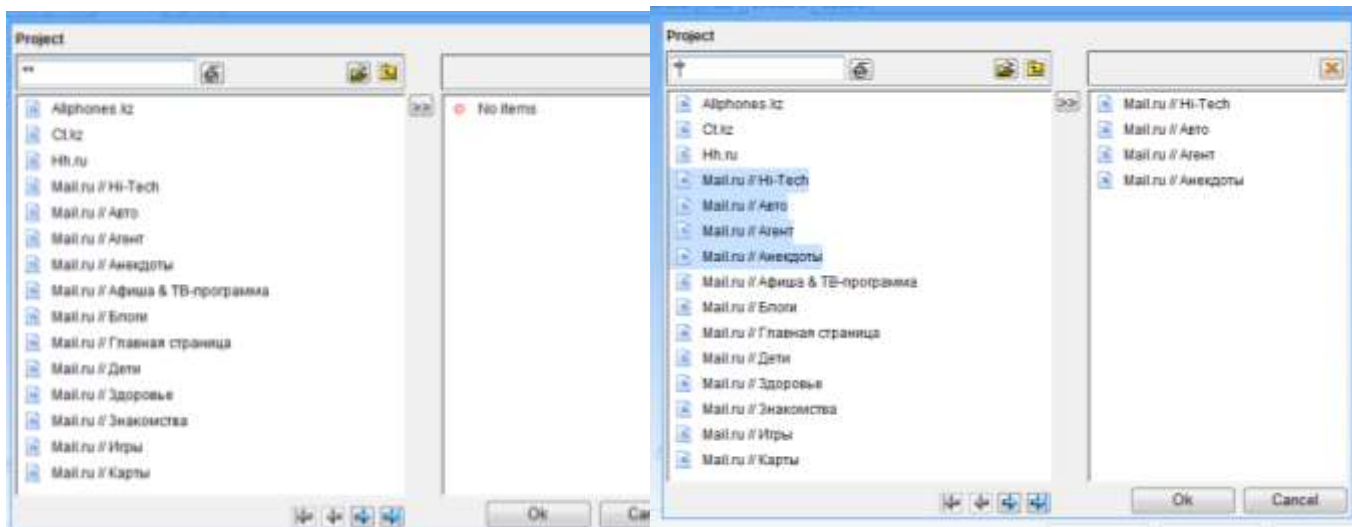 Project
**
>>
No items
Allphones.kz
Ct.kz
Hh.ru
Mail.ru // Hi-Tech
Mail.ru // Авто
Mail.ru // Агент
Mail.ru // Анекдоты
Mail.ru // Афиша & ТВ-программа
Mail.ru // Блоги
Mail.ru // Главная страница
Mail.ru // Дети
Mail.ru // Здоровье
Mail.ru // Знакомства
Mail.ru // Игры
Mail.ru // Карты
Ok
Project
>>
Allphones.kz
Ct.kz
Hh.ru
Mail.ru // Hi-Tech
Mail.ru // Авто
Mail.ru // Агент
Mail.ru // Анекдоты
Mail.ru // Афиша & ТВ-программа
Mail.ru // Блоги
Mail.ru // Главная страница
Mail.ru // Дети
Mail.ru // Здоровье
Mail.ru // Знакомства
Mail.ru // Игры
Mail.ru // Карты
Mail.ru // Hi-Tech
Mail.ru // Авто
Mail.ru // Агент
Mail.ru // Анекдоты
Ok
Cancel